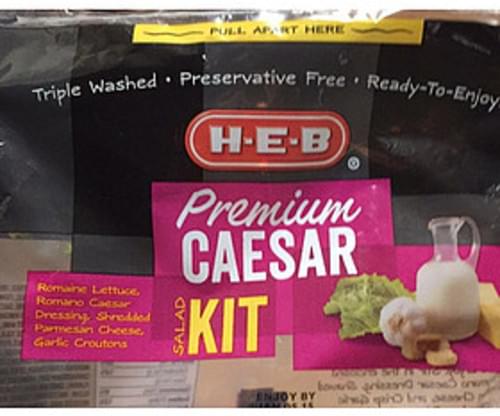 PULL APART HERE
Triple Washed • Preservative Free • Ready-To-Enjoy
H-E-B
Premium
CAESAR
SALAD KIT
Romaine Lettuce,
Romano Caesar
Dressing, Shredded
Parmesan Cheese,
Garlic Croutons
ENJOY BY